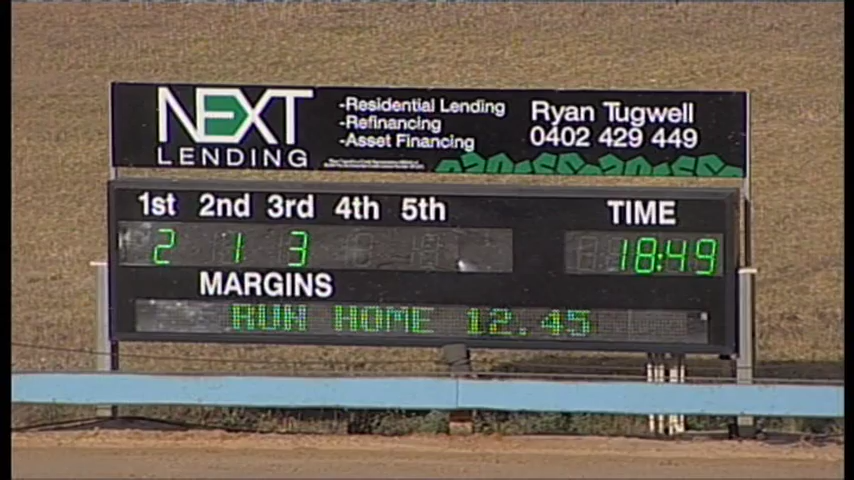 NEXT
LENDING
-Residential Lending
-Refinancing
-Asset Financing
Ryan Tugwell
0402 429 449
1st 2nd 3rd 4th 5th TIME
2 1 3 18:49
MARGINS
RUN HOME 12.45